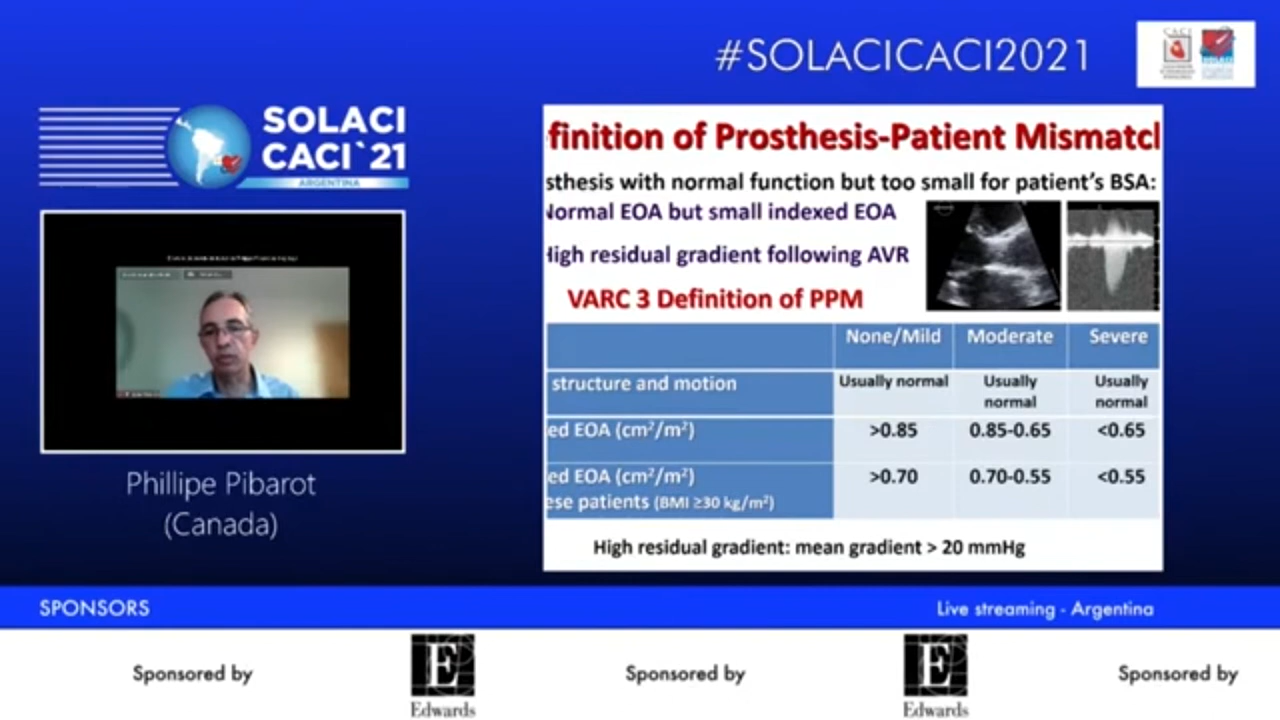 #SOLACICACI2021
CACI
SOLACI
SOLACI
CACI`21
ARGENTINA
Phillipe Pibarot
(Canada)
finition of Prosthesis-Patient Mismatcl
sthesis with normal function but too small for patient's BSA:
Normal EOA but small indexed EOA
High residual gradient following AVR
VARC 3 Definition of PPM
None/Mild Moderate Severe
structure and motion Usually normal Usually normal Usually normal
ed EOA (cm²/m²) >0.85 0.85-0.65 <0.65
ed EOA (cm²/m²) >0.70 0.70-0.55 <0.55
ese patients (BMI ≥30 kg/m²)
High residual gradient: mean gradient > 20 mmHg
SPONSORS
Live streaming - Argentina
Sponsored by
E
Edwards
Sponsored by
E
Edwards
Sponsored by